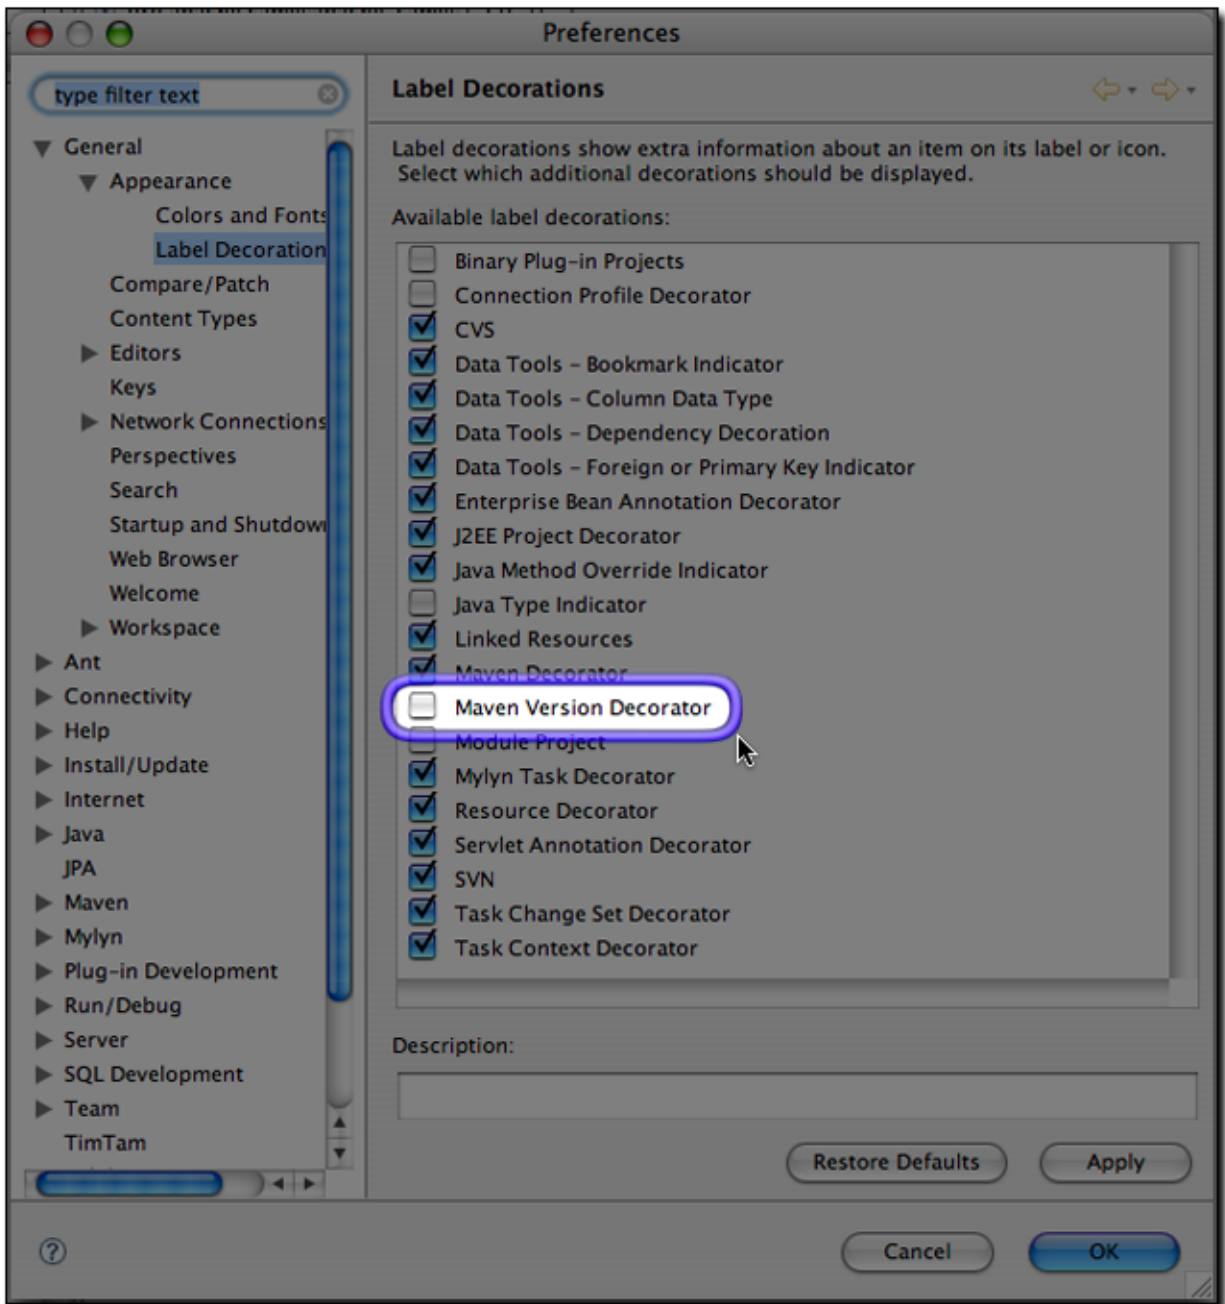 Preferences
type filter text
General
Appearance
Colors and Fonts
Label Decoration
Compare/Patch
Content Types
Editors
Keys
Network Connections
Perspectives
Search
Startup and Shutdow
Web Browser
Welcome
Workspace
Ant
Connectivity
Help
Install/Update
Internet
Java
JPA
Maven
Mylyn
Plug-in Development
Run/Debug
Server
SQL Development
Team
TimTam
Label Decorations
Label decorations show extra information about an item on its label or icon.
Select which additional decorations should be displayed.
Available label decorations:
Binary Plug-in Projects
Connection Profile Decorator
CVS
Data Tools - Bookmark Indicator
Data Tools - Column Data Type
Data Tools - Dependency Decoration
Data Tools - Foreign or Primary Key Indicator
Enterprise Bean Annotation Decorator
J2EE Project Decorator
Java Method Override Indicator
Java Type Indicator
Linked Resources
Maven Decorator
Maven Version Decorator
Module Project
Mylyn Task Decorator
Resource Decorator
Servlet Annotation Decorator
SVN
Task Change Set Decorator
Task Context Decorator
Description:
Restore Defaults
Apply
?
Cancel
OK